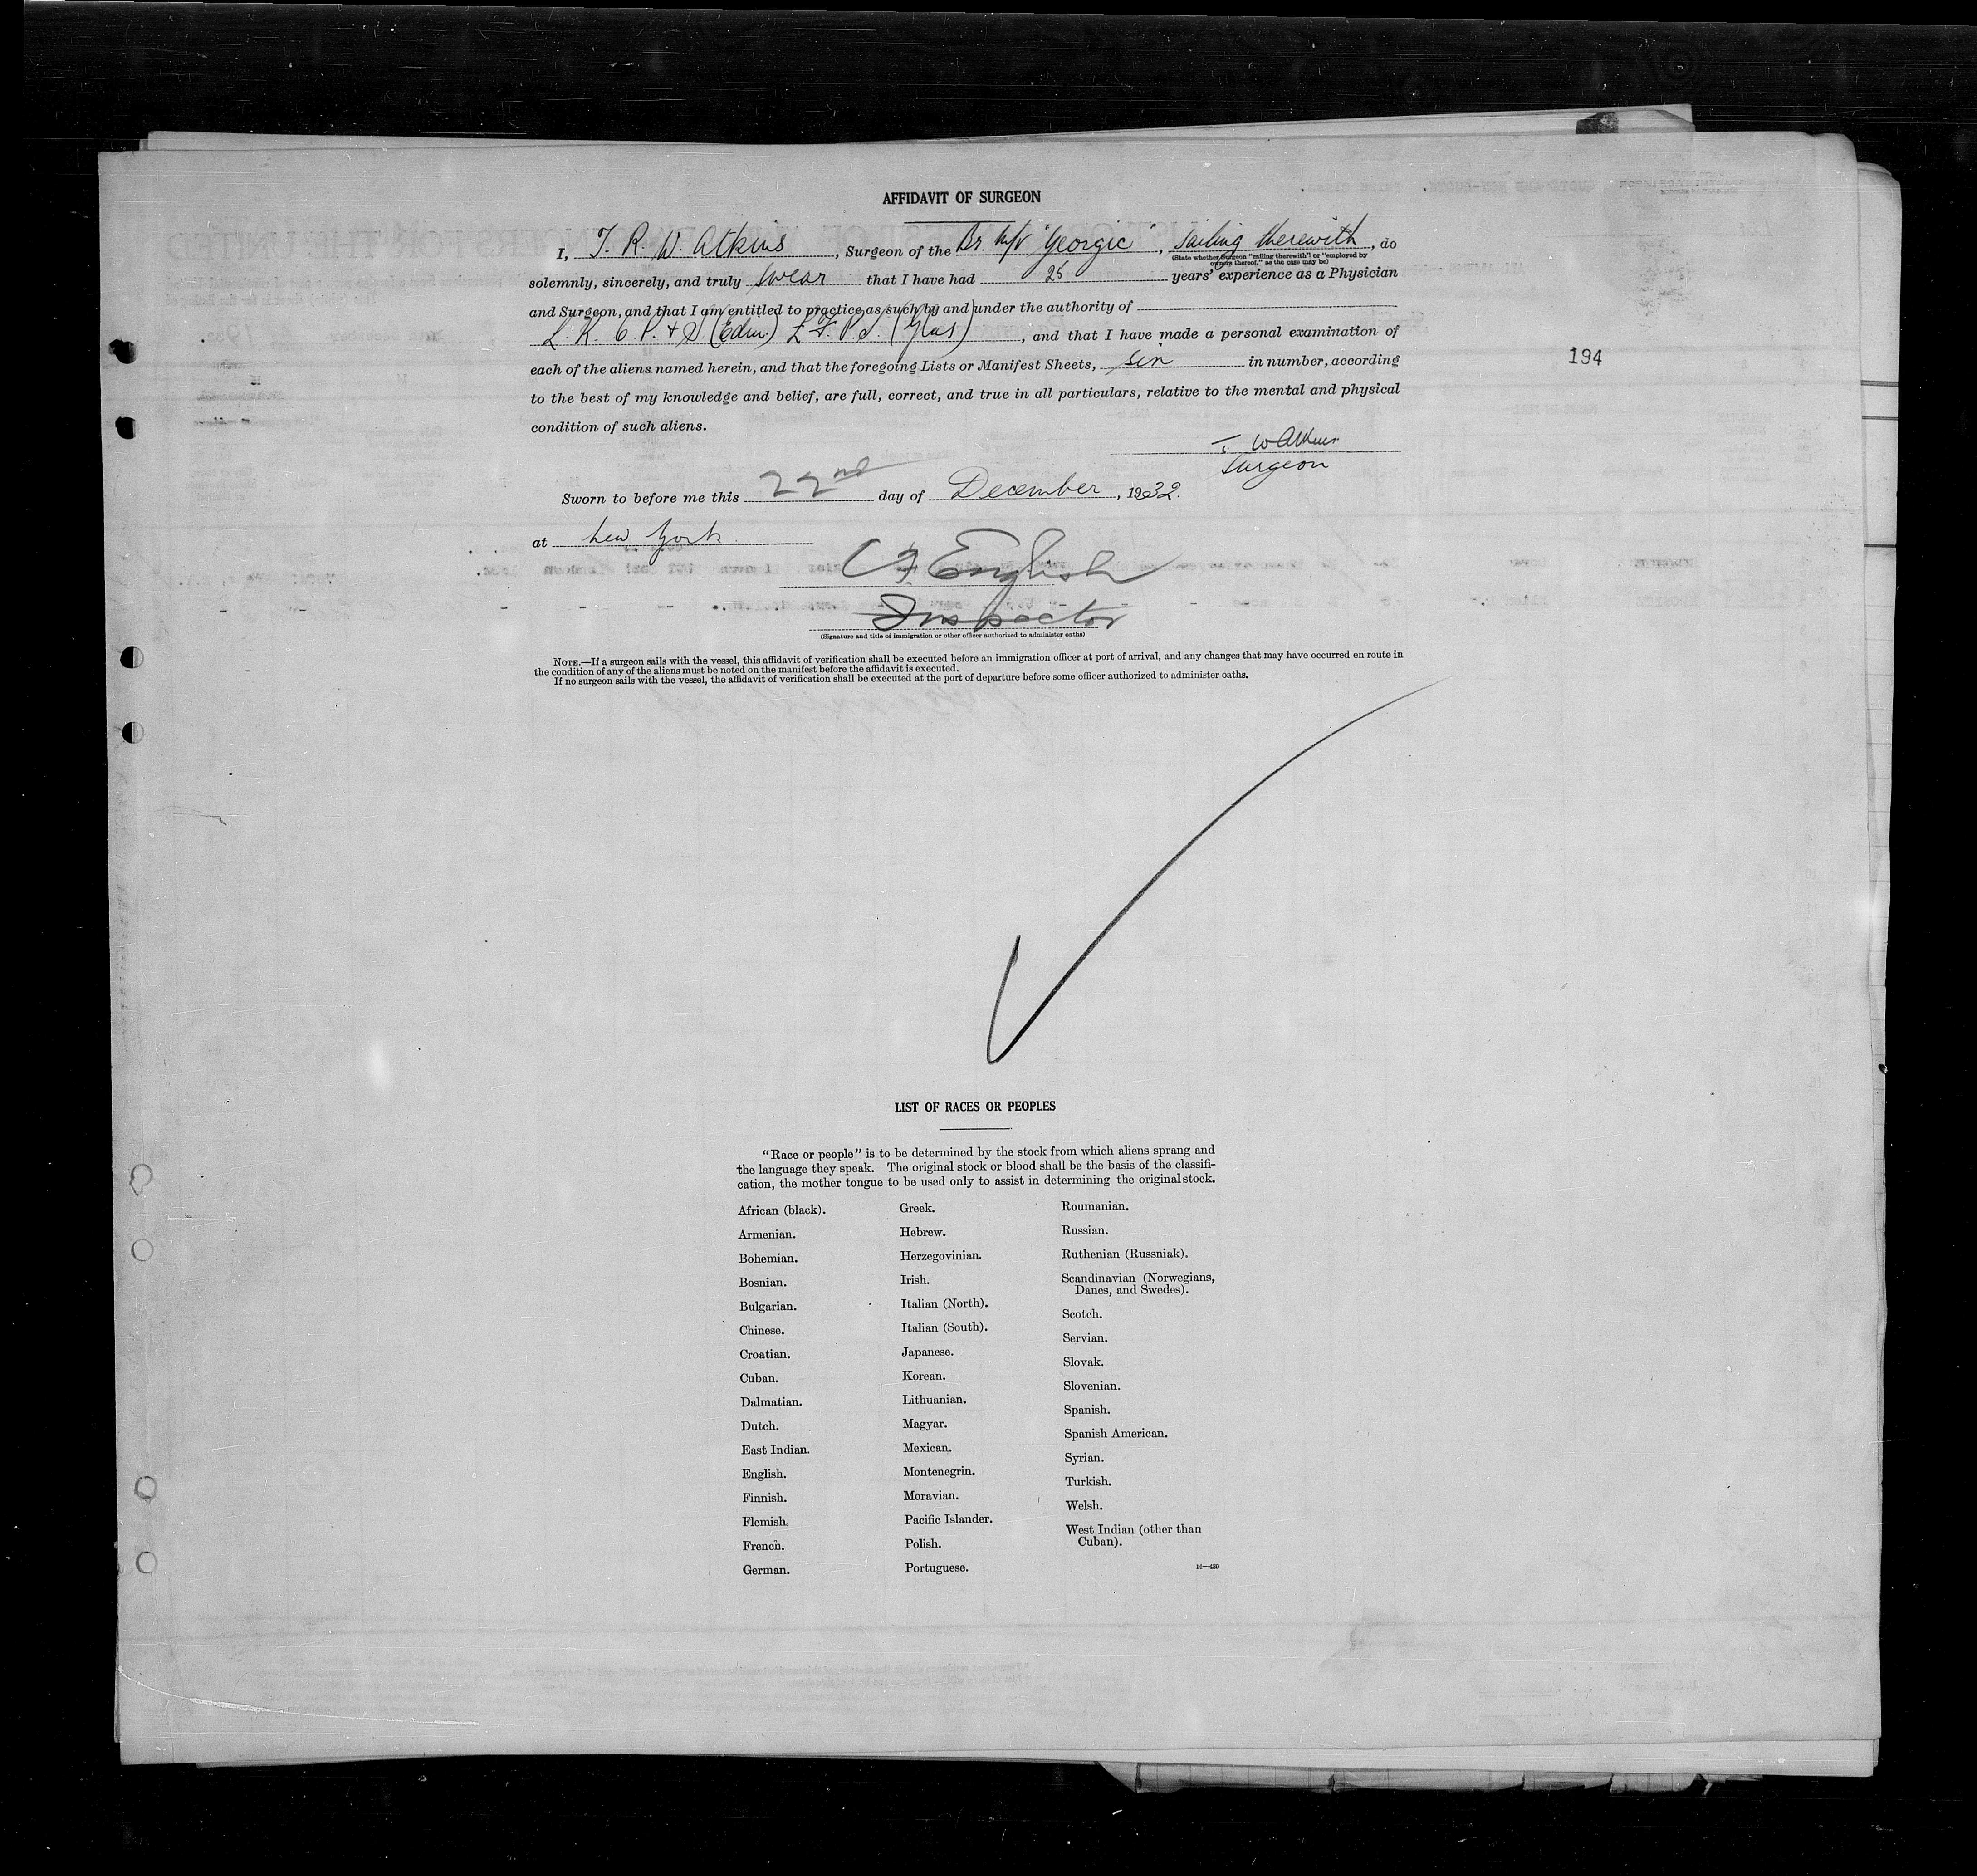 AFFIDAVIT OF SURGEON
I, T. R. W. Atkins, Surgeon of the Br. M/V "Georgic", Sailing therewith, do
(State whether surgeon "sailing therewith" or "employed by
owners thereof," as the case may be)
solemnly, sincerely, and truly swear that I have had 25 years' experience as a Physician
and Surgeon, and that I am entitled to practice as such by and under the authority of
L. R. C. P. & S. (Edin.) L. F. P. S. (Glas), and that I have made a personal examination of
each of the aliens named herein, and that the foregoing Lists or Manifest Sheets, six in number, according
194
to the best of my knowledge and belief, are full, correct, and true in all particulars, relative to the mental and physical
condition of such aliens.
T W Atkins
Surgeon
Sworn to before me this 22nd day of December, 1932.
at New York
English
Inspector
(Signature and title of immigration or other officer authorized to administer oaths)
NOTE.—If a surgeon sails with the vessel, this affidavit of verification shall be executed before an immigration officer at port of arrival, and any changes that may have occurred en route in
the condition of any of the aliens must be noted on the manifest before the affidavit is executed.
If no surgeon sails with the vessel, the affidavit of verification shall be executed at the port of departure before some officer authorized to administer oaths.
LIST OF RACES OR PEOPLES
"Race or people" is to be determined by the stock from which aliens sprang and
the language they speak. The original stock or blood shall be the basis of the classifi-
cation, the mother tongue to be used only to assist in determining the original stock.
African (black).
Armenian.
Bohemian.
Bosnian.
Bulgarian.
Chinese.
Croatian.
Cuban.
Dalmatian.
Dutch.
East Indian.
English.
Finnish.
Flemish.
French.
German.
Greek.
Hebrew.
Herzegovinian.
Irish.
Italian (North).
Italian (South).
Japanese.
Korean.
Lithuanian.
Magyar.
Mexican.
Montenegrin.
Moravian.
Pacific Islander.
Polish.
Portuguese.
Roumanian.
Russian.
Ruthenian (Russniak).
Scandinavian (Norwegians,
Danes, and Swedes).
Scotch.
Servian.
Slovak.
Slovenian.
Spanish.
Spanish American.
Syrian.
Turkish.
Welsh.
West Indian (other than
Cuban).
14—430